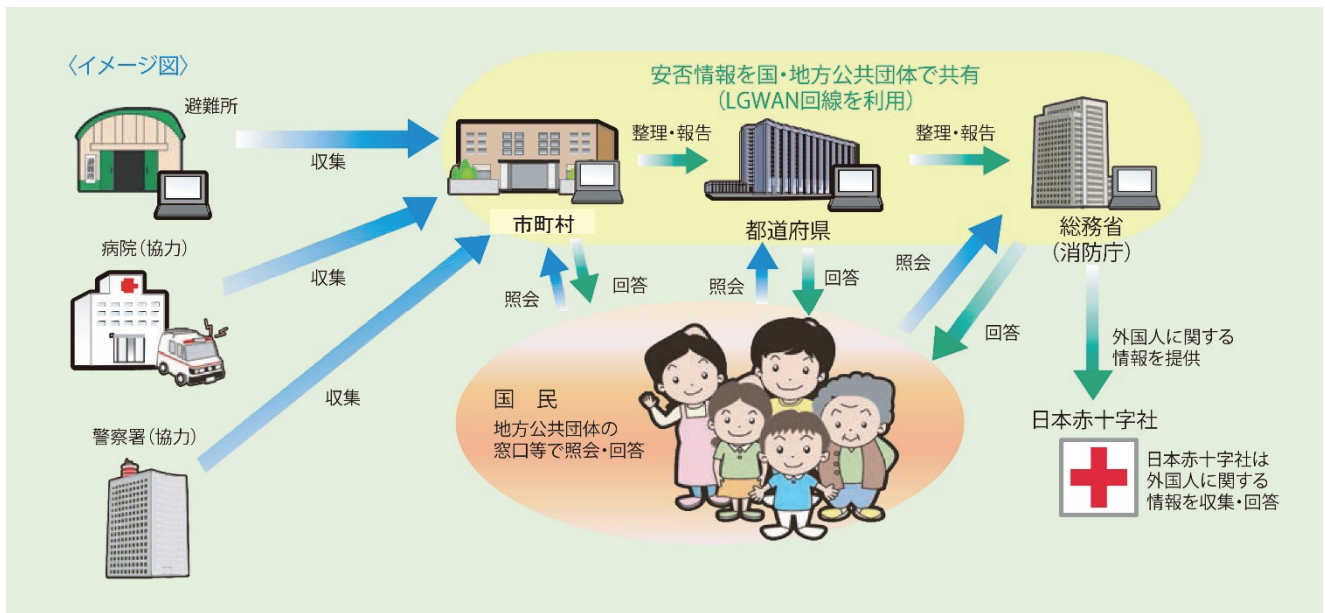 〈イメージ図〉
避難所
収集
病院（協力）
収集
警察署（協力）
収集
安否情報を国・地方公共団体で共有
（LGWAN回線を利用）
整理・報告
整理・報告
市町村
都道府県
総務省
（消防庁）
照会
回答
照会
回答
照会
回答
国　民
地方公共団体の
窓口等で照会・回答
外国人に関する
情報を提供
日本赤十字社
日本赤十字社は
外国人に関する
情報を収集・回答